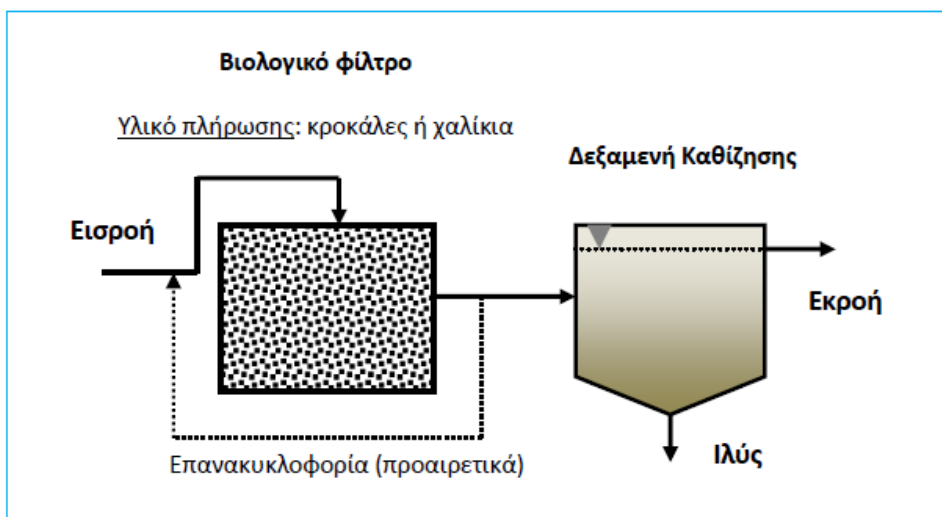 Βιολογικό φίλτρο
Υλικό πλήρωσης: κροκάλες ή χαλίκια
Δεξαμενή Καθίζησης
Εισροή
Εκροή
Επανακυκλοφορία (προαιρετικά)
Ιλύς